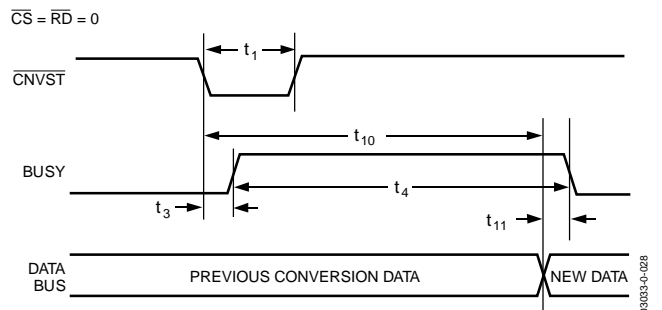 CS = RD = 0
t1
CNVST
t10
BUSY
t4
t3
t11
DATA
BUS
PREVIOUS CONVERSION DATA
NEW DATA
03033-0-028